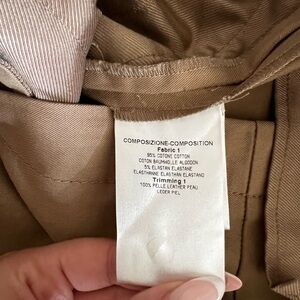 COMPOSIZIONE-COMPOSITION
Fabric 1
95% COTONE COTTON
COTON BAUMWOLLE ALGODON
5% ELASTAN ELASTANE
ELASTHANNE ELASTHAN ELASTANO
Trimming 1
100% PELLE LEATHER PEAU
LEDER PIEL